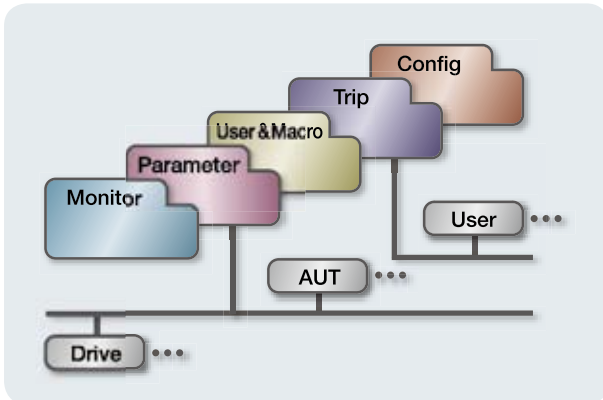 Config
Trip
User & Macro
Parameter
Monitor
User
AUT
Drive